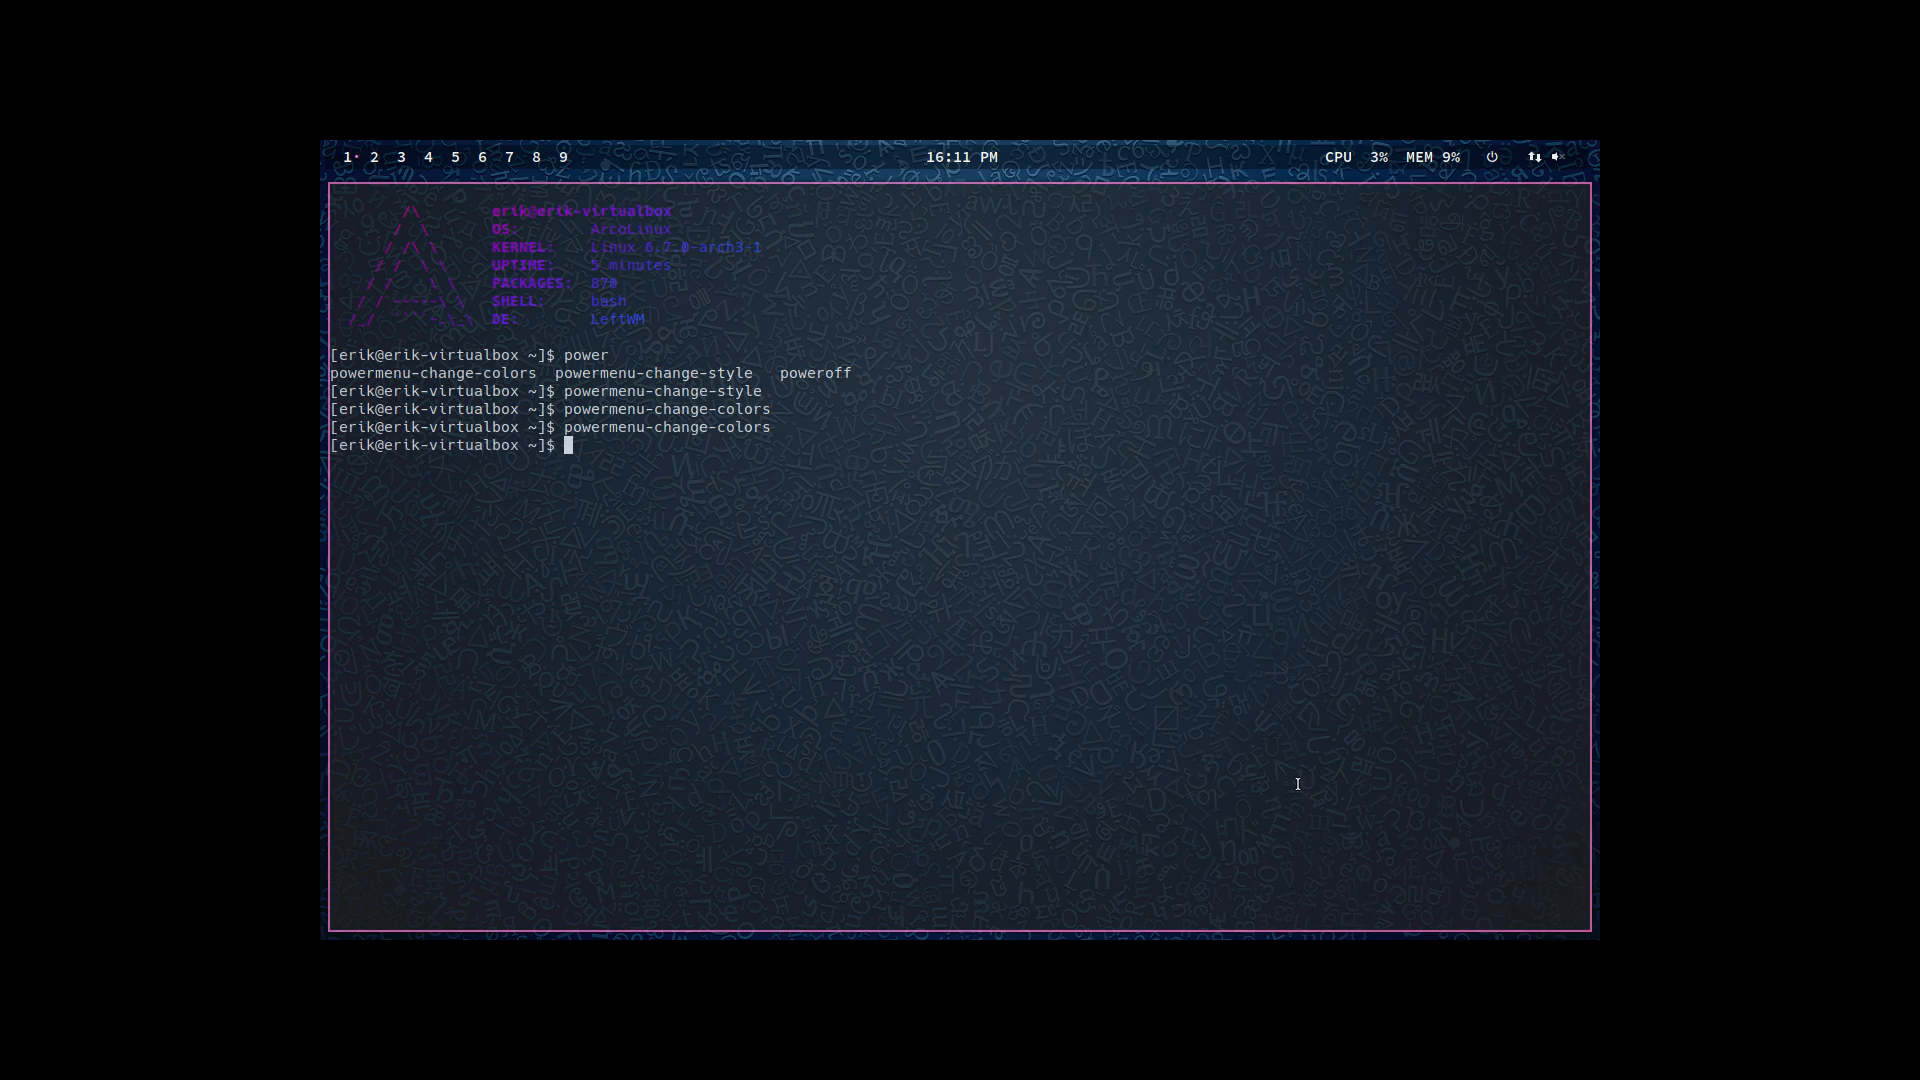 1 2 3 4 5 6 7 8 9 16:11 PM CPU 3% MEM 9%
erik@erik-virtualbox
OS: ArcoLinux
KERNEL: Linux 6.7.0-arch3-1
UPTIME: 5 minutes
PACKAGES: 870
SHELL: bash
DE: LeftWM
[erik@erik-virtualbox ~]$ power
powermenu-change-colors powermenu-change-style poweroff
[erik@erik-virtualbox ~]$ powermenu-change-style
[erik@erik-virtualbox ~]$ powermenu-change-colors
[erik@erik-virtualbox ~]$ powermenu-change-colors
[erik@erik-virtualbox ~]$